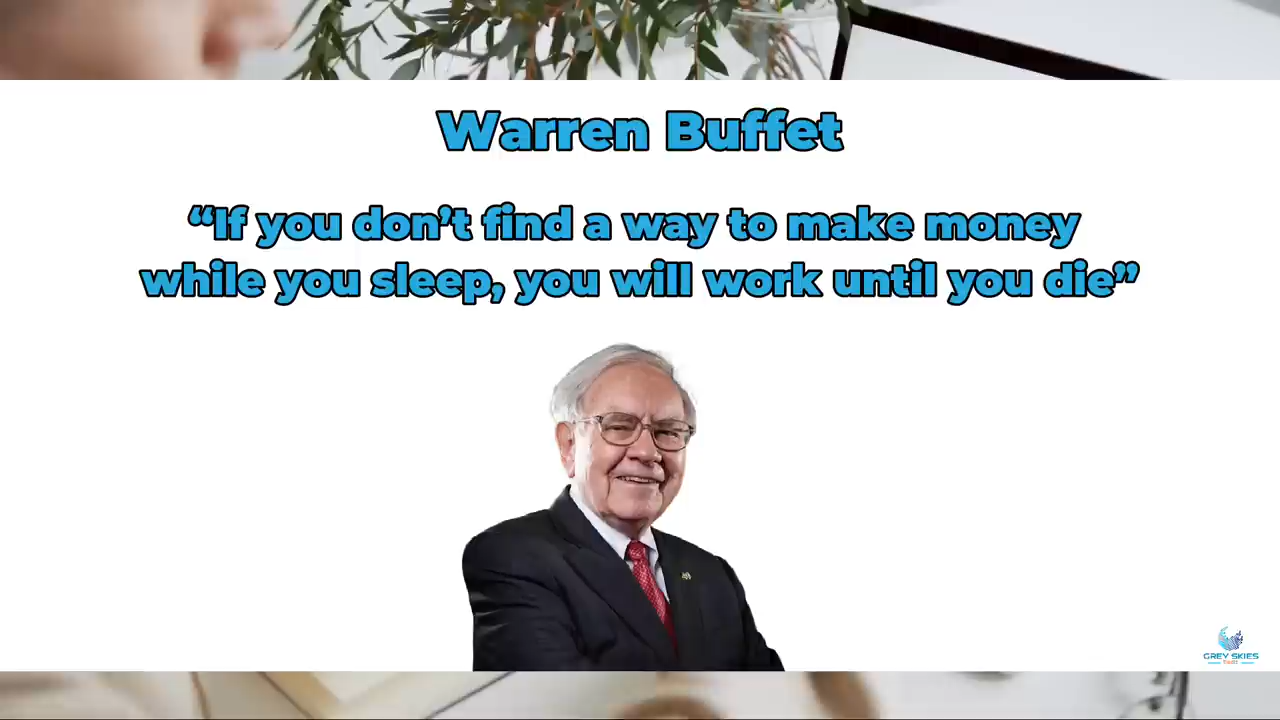 Warren Buffet
“If you don’t find a way to make money
while you sleep, you will work until you die”
GREY SKIES